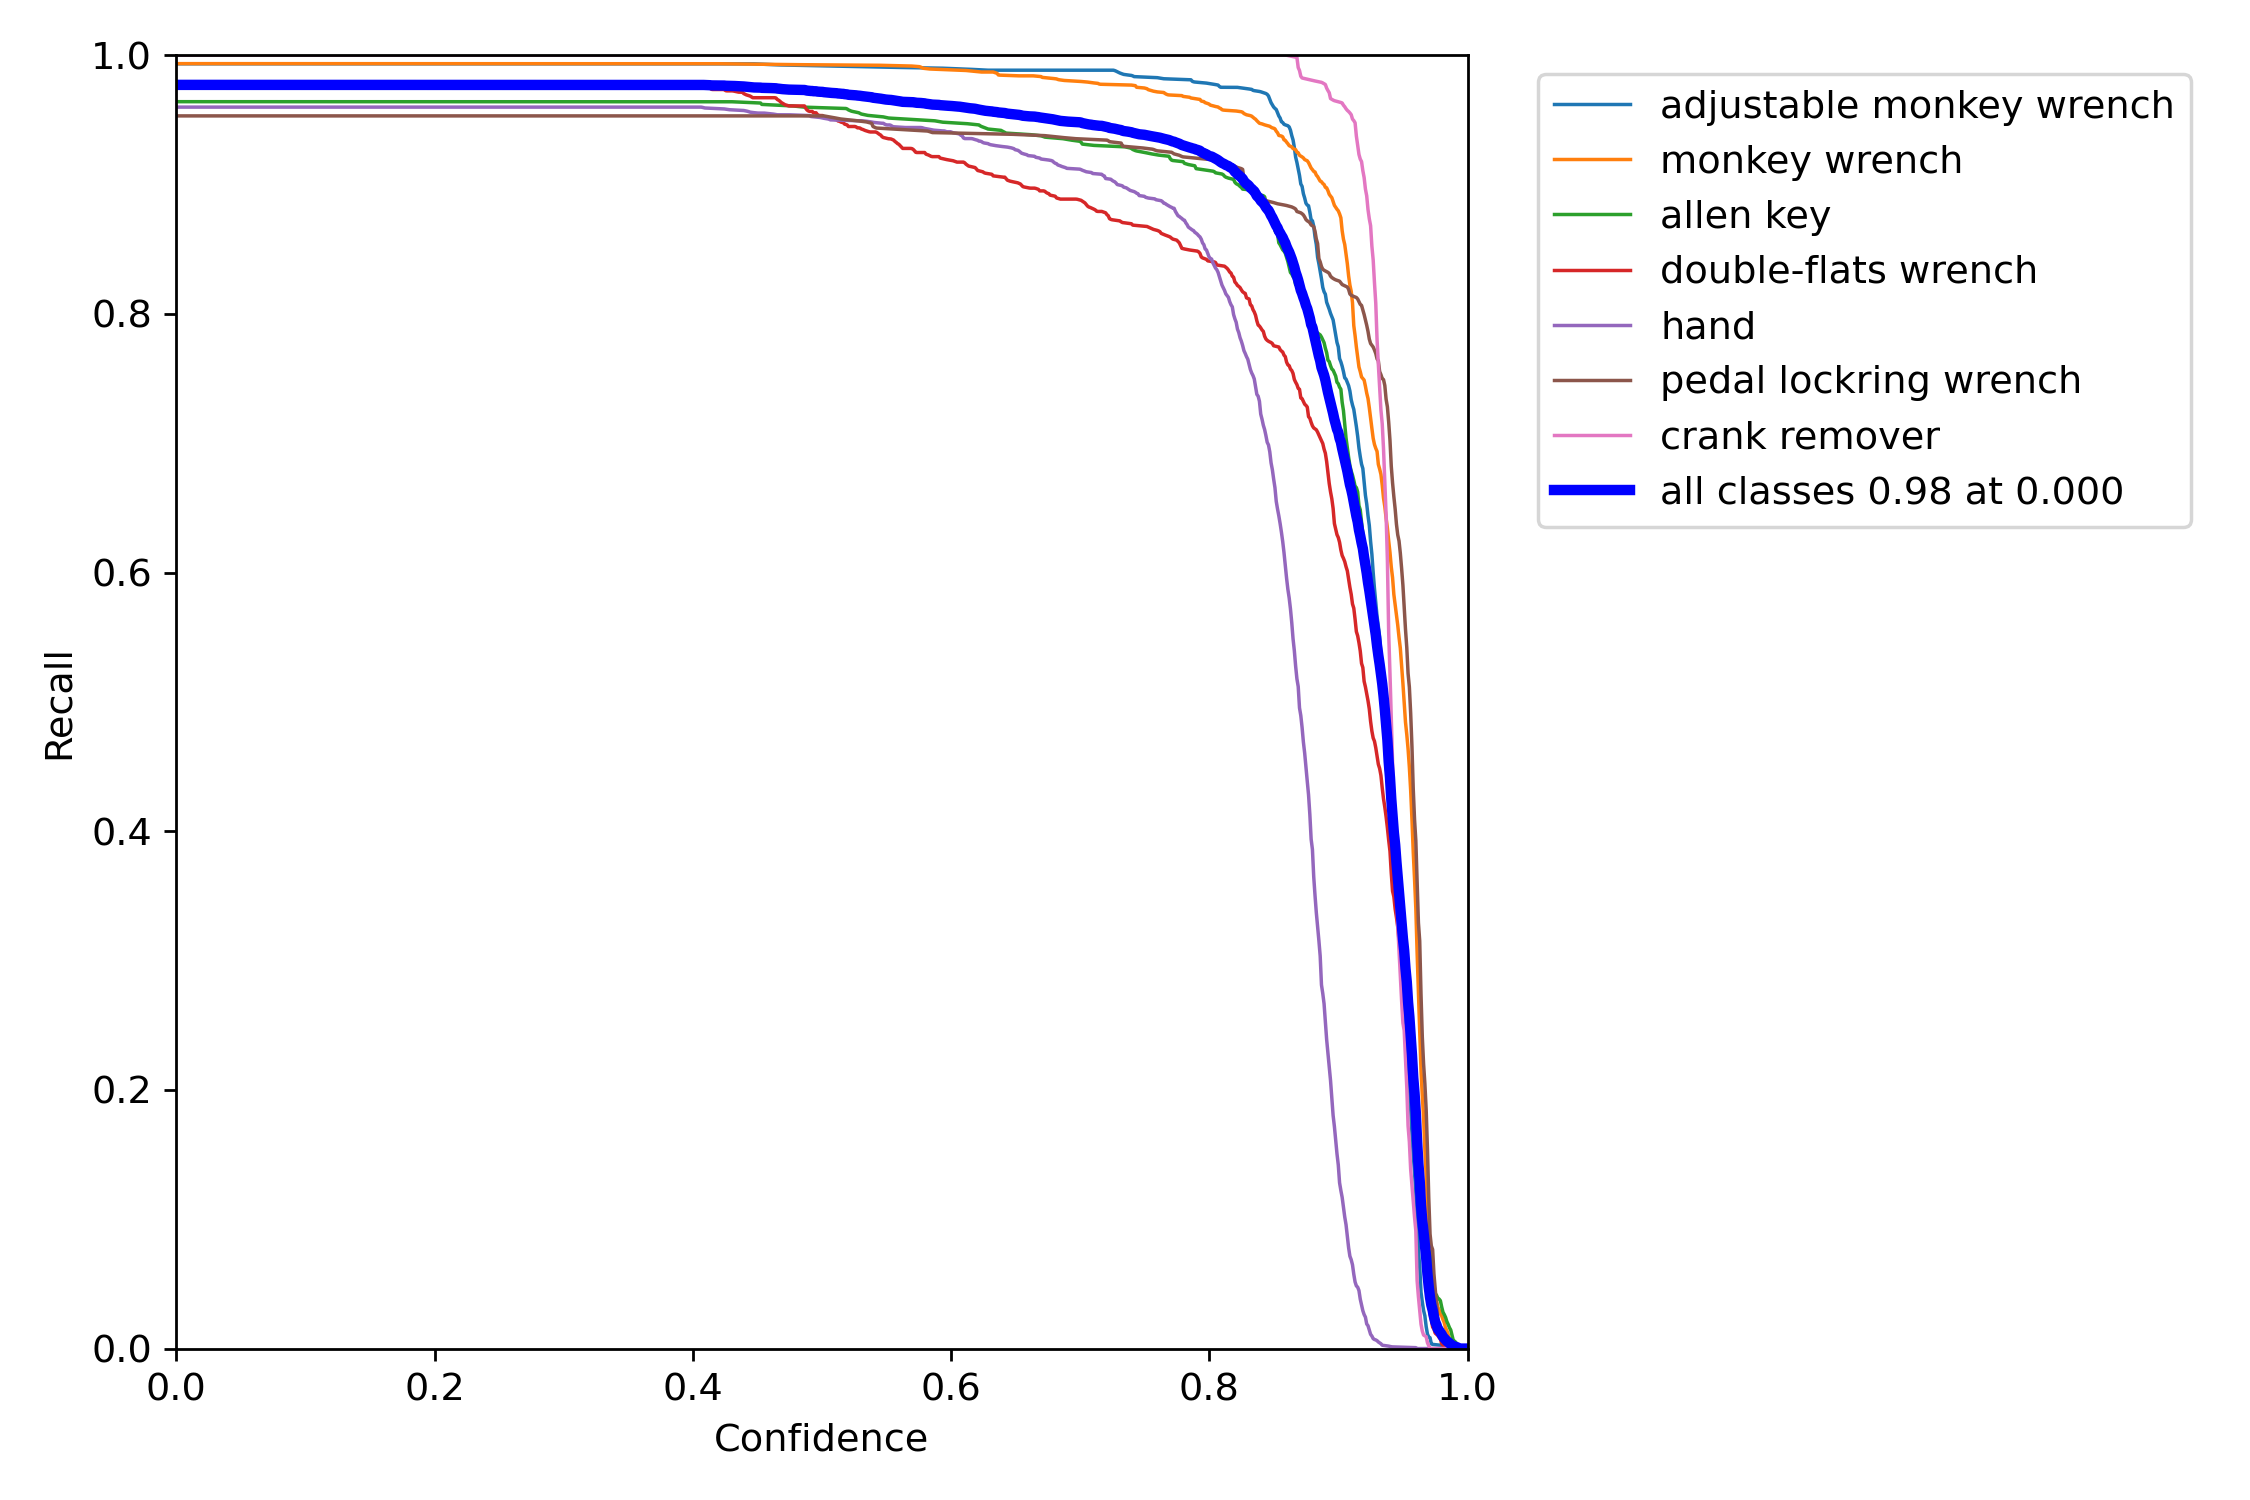 1.0
0.8
0.6
0.4
0.2
0.0
0.0 0.2 0.4 0.6 0.8 1.0
Recall
Confidence
adjustable monkey wrench
monkey wrench
allen key
double-flats wrench
hand
pedal lockring wrench
crank remover
all classes 0.98 at 0.000